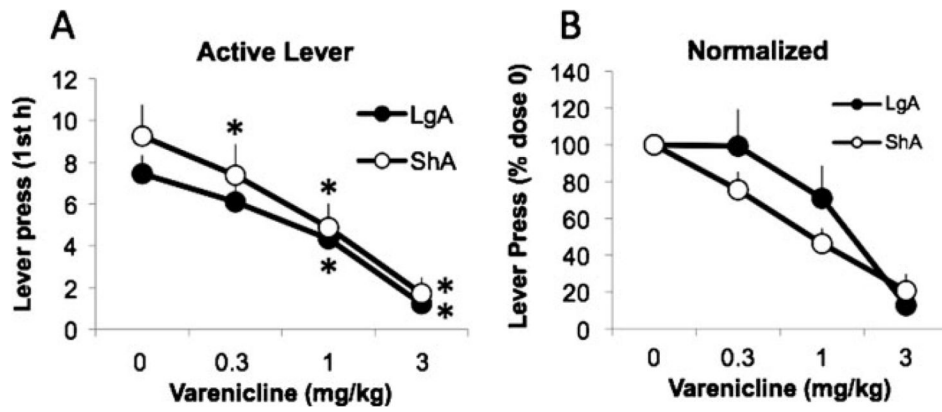 A
Active Lever
Lever press (1st h)
12
10
8
6
4
2
0
LgA
ShA
*
*
*
*
*
0 0.3 1 3
Varenicline (mg/kg)
B
Normalized
Lever Press (% dose 0)
140
120
100
80
60
40
20
0
LgA
ShA
0 0.3 1 3
Varenicline (mg/kg)